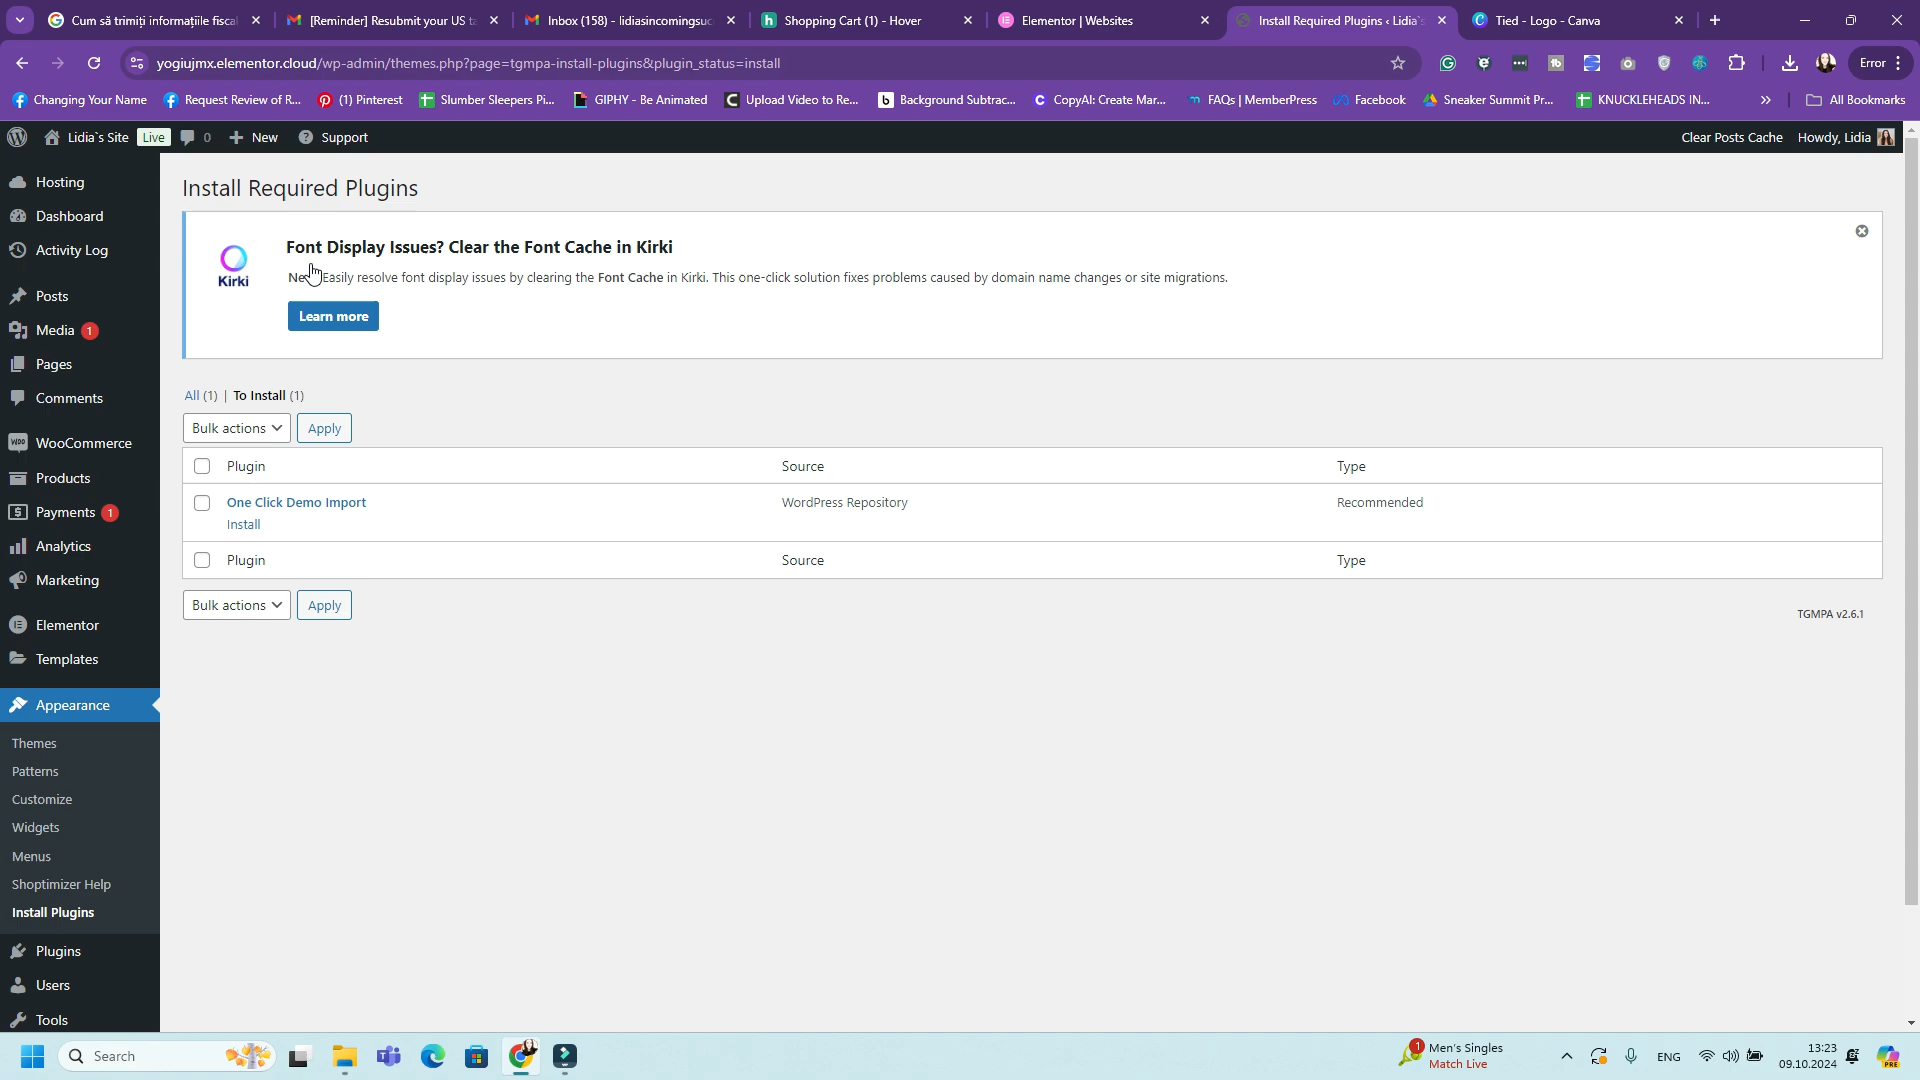 Cum să trimiți informațiile fiscal
[Reminder] Resubmit your US ta
Inbox (158) - lidiasincomingsuc
Shopping Cart (1) - Hover
Elementor | Websites
Install Required Plugins ‹ Lidia`s
Tied - Logo - Canva
yogiujmx.elementor.cloud/wp-admin/themes.php?page=tgmpa-install-plugins&plugin_status=install
Error
Changing Your Name
Request Review of R...
(1) Pinterest
Slumber Sleepers Pi...
GIPHY - Be Animated
Upload Video to Re...
Background Subtrac...
CopyAI: Create Mar...
FAQs | MemberPress
Facebook
Sneaker Summit Pr...
KNUCKLEHEADS IN...
»
All Bookmarks
Lidia`s Site Live 0 New Support
Clear Posts Cache Howdy, Lidia
Hosting
Dashboard
Activity Log
Posts
Media 1
Pages
Comments
WooCommerce
Products
Payments 1
Analytics
Marketing
Elementor
Templates
Appearance
Themes
Patterns
Customize
Widgets
Menus
Shoptimizer Help
Install Plugins
Plugins
Users
Tools
Install Required Plugins
Kirki
Font Display Issues? Clear the Font Cache in Kirki
Easily resolve font display issues by clearing the Font Cache in Kirki. This one-click solution fixes problems caused by domain name changes or site migrations.
Learn more
All (1) | To Install (1)
Bulk actions Apply
Plugin Source Type
One Click Demo Import WordPress Repository Recommended
Install
Plugin Source Type
Bulk actions Apply
TGMPA v2.6.1
Search
1 Men's Singles
Match Live
ENG
13:23
09.10.2024
PRE